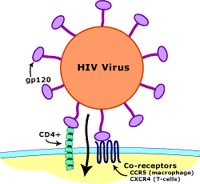 HIV Virus
gp120
CD4+
Co-receptors
CCR5 (macrophage)
CXCR4 (T-cells)